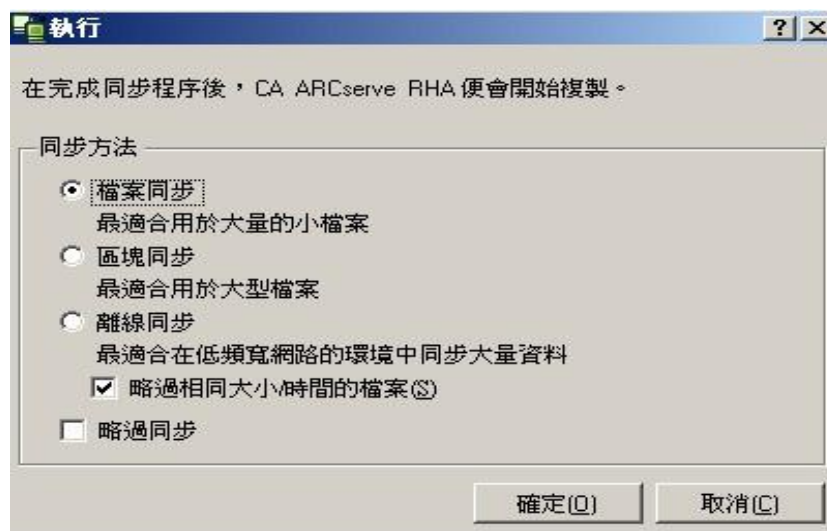 執行
在完成同步程序後，CA ARCserve RHA 便會開始複製。
同步方法
檔案同步
最適合用於大量的小檔案
區塊同步
最適合用於大型檔案
離線同步
最適合在低頻寬網路的環境中同步大量資料
略過相同大小/時間的檔案(S)
略過同步
確定(O) 取消(C)